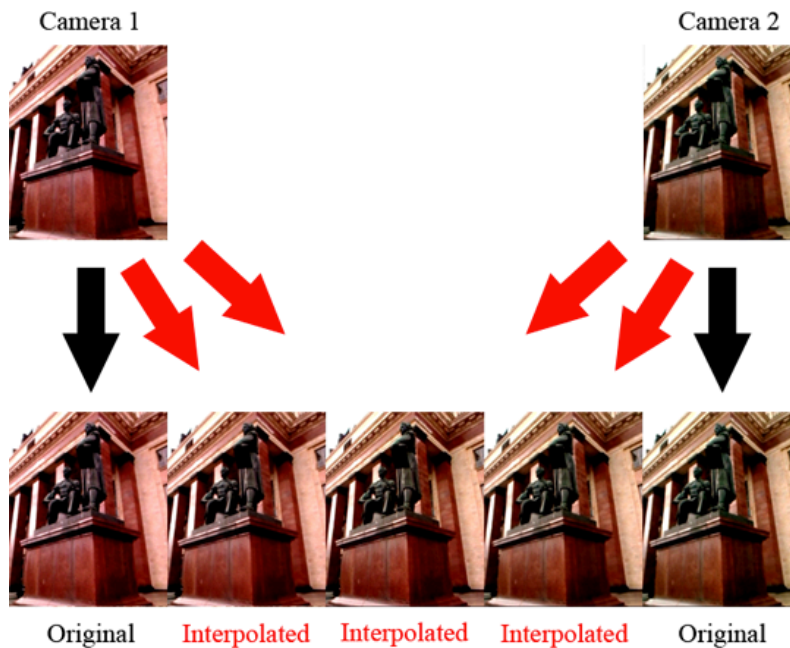 Camera 1
Camera 2
Original
Interpolated
Interpolated
Interpolated
Original